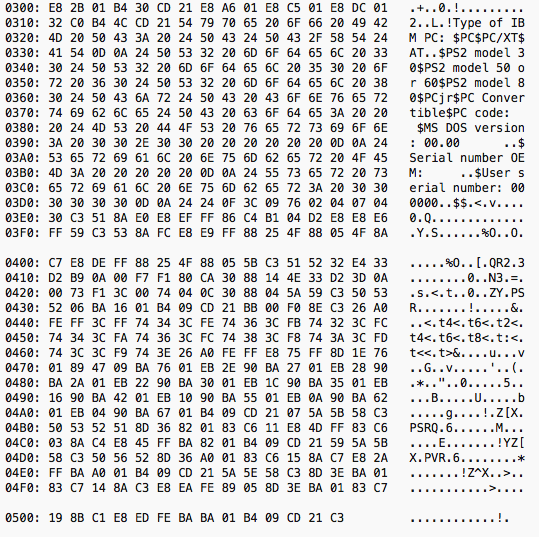 0300: E8 2B 01 B4 30 CD 21 E8 A6 01 E8 C5 01 E8 DC 01 .+..0.!.........
0310: 32 C0 B4 4C CD 21 54 79 70 65 20 6F 66 20 49 42 2..L.!Type of IB
0320: 4D 20 50 43 3A 20 24 50 43 24 50 43 2F 58 54 24 M PC: $PC$PC/XT$
0330: 41 54 0D 0A 24 50 53 32 20 6D 6F 64 65 6C 20 33 AT..$PS2 model 3
0340: 30 24 50 53 32 20 6D 6F 64 65 6C 20 35 30 20 6F 0$PS2 model 50 o
0350: 72 20 36 30 24 50 53 32 20 6D 6F 64 65 6C 20 38 r 60$PS2 model 8
0360: 30 24 50 43 6A 72 24 50 43 20 43 6F 6E 76 65 72 0$PCjr$PC Conver
0370: 74 69 62 6C 65 24 50 43 20 63 6F 64 65 3A 20 20 tible$PC code:
0380: 20 24 4D 53 20 44 4F 53 20 76 65 72 73 69 6F 6E $MS DOS version
0390: 3A 20 30 30 2E 30 30 20 20 20 20 20 20 0D 0A 24 : 00.00 ..$
03A0: 53 65 72 69 61 6C 20 6E 75 6D 62 65 72 20 4F 45 Serial number OE
03B0: 4D 3A 20 20 20 20 20 0D 0A 24 55 73 65 72 20 73 M: ..$User s
03C0: 65 72 69 61 6C 20 6E 75 6D 62 65 72 3A 20 30 30 erial number: 00
03D0: 30 30 30 30 0D 0A 24 24 0F 3C 09 76 02 04 07 04 0000..$$.<.v....
03E0: 30 C3 51 8A E0 E8 EF FF 86 C4 B1 04 D2 E8 E8 E6 0.Q.............
03F0: FF 59 C3 53 8A FC E8 E9 FF 88 25 4F 88 05 4F 8A .Y.S......%O..O.
0400: C7 E8 DE FF 88 25 4F 88 05 5B C3 51 52 32 E4 33 .....%O..[.QR2.3
0410: D2 B9 0A 00 F7 F1 80 CA 30 88 14 4E 33 D2 3D 0A ........0..N3.=.
0420: 00 73 F1 3C 00 74 04 0C 30 88 04 5A 59 C3 50 53 .s.<.t..0..ZY.PS
0430: 52 06 BA 16 01 B4 09 CD 21 BB 00 F0 8E C3 26 A0 R.......!.....&.
0440: FE FF 3C FF 74 34 3C FE 74 36 3C FB 74 32 3C FC ..<.t4<.t6<.t2<.
0450: 74 34 3C FA 74 36 3C FC 74 38 3C F8 74 3A 3C FD t4<.t6<.t8<.t:<.
0460: 74 3C 3C F9 74 3E 26 A0 FE FF E8 75 FF 8D 1E 76 t<<.t>&....u...v
0470: 01 89 47 09 BA 76 01 EB 2E 90 BA 27 01 EB 28 90 ..G..v.....'..(.
0480: BA 2A 01 EB 22 90 BA 30 01 EB 1C 90 BA 35 01 EB .*.."..0.....5..
0490: 16 90 BA 42 01 EB 10 90 BA 55 01 EB 0A 90 BA 62 ...B.....U.....b
04A0: 01 EB 04 90 BA 67 01 B4 09 CD 21 07 5A 5B 58 C3 .....g....!.Z[X.
04B0: 50 53 52 51 8D 36 82 01 83 C6 11 E8 4D FF 83 C6 PSRQ.6......M...
04C0: 03 8A C4 E8 45 FF BA 82 01 B4 09 CD 21 59 5A 5B ....E.......!YZ[
04D0: 58 C3 50 56 52 8D 36 A0 01 83 C6 15 8A C7 E8 2A X.PVR.6........*
04E0: FF BA A0 01 B4 09 CD 21 5A 5E 58 C3 8D 3E BA 01 .......!Z^X..>..
04F0: 83 C7 14 8A C3 E8 EA FE 89 05 8D 3E BA 01 83 C7 ...........>....
0500: 19 8B C1 E8 ED FE BA BA 01 B4 09 CD 21 C3 ............!.